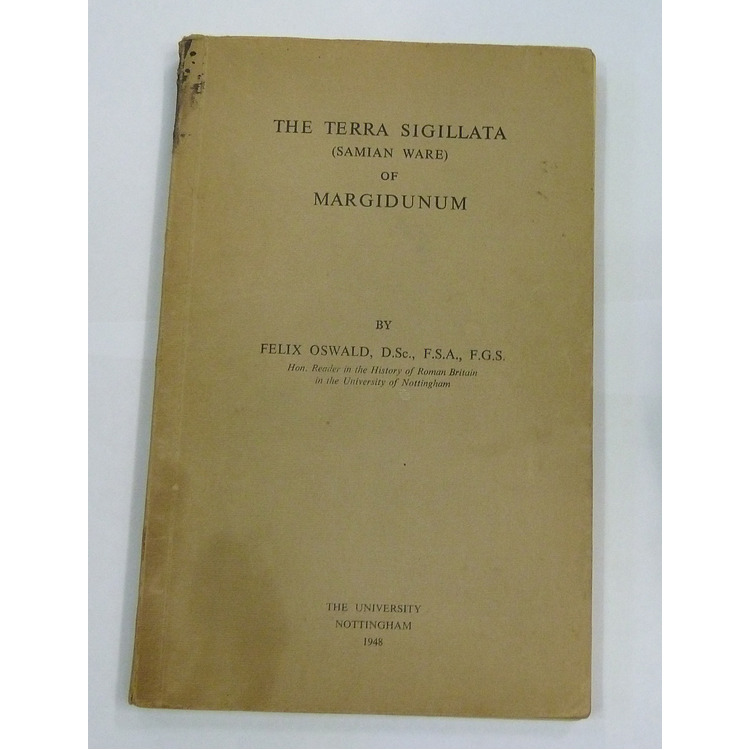 THE TERRA SIGILLATA
(SAMIAN WARE)
OF
MARGIDUNUM
BY
FELIX OSWALD, D.Sc., F.S.A., F.G.S.
Hon. Reader in the History of Roman Britain
in the University of Nottingham
THE UNIVERSITY
NOTTINGHAM
1948